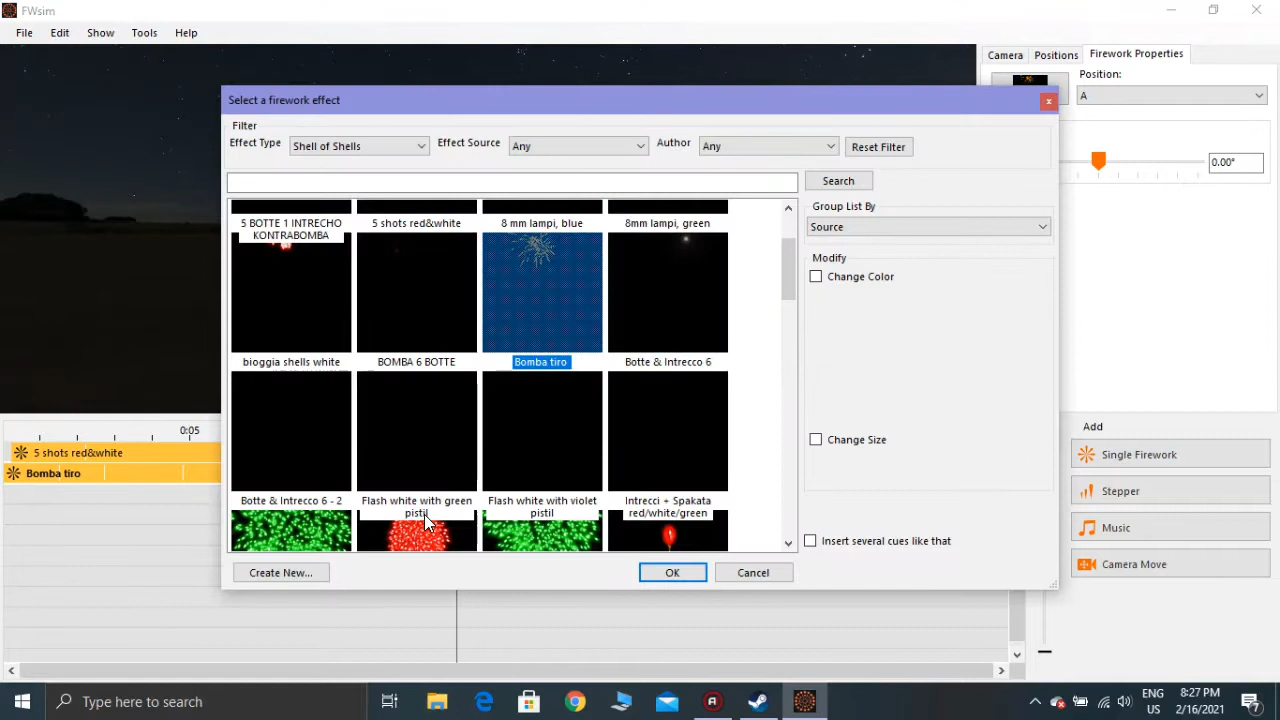 FWsim
File Edit Show Tools Help
Camera Positions Firework Properties
Position:
A
0.00°
Select a firework effect
x
Filter
Effect Type Shell of Shells Effect Source Any Author Any Reset Filter
Search
Group List By
Source
Modify
Change Color
Change Size
Insert several cues like that
5 BOTTE 1 INTRECHO
KONTRABOMBA
5 shots red&white
8 mm lampi, blue
8mm lampi, green
bioggia shells white
BOMBA 6 BOTTE
Bomba tiro
Botte & Intrecco 6
Botte & Intrecco 6 - 2
Flash white with green
pistil
Flash white with violet
pistil
Intrecci + Spakata
red/white/green
Create New...
OK
Cancel
0:05
5 shots red&white
Bomba tiro
Add
Single Firework
Stepper
Music
Camera Move
Type here to search
ENG
US
8:27 PM
2/16/2021
7